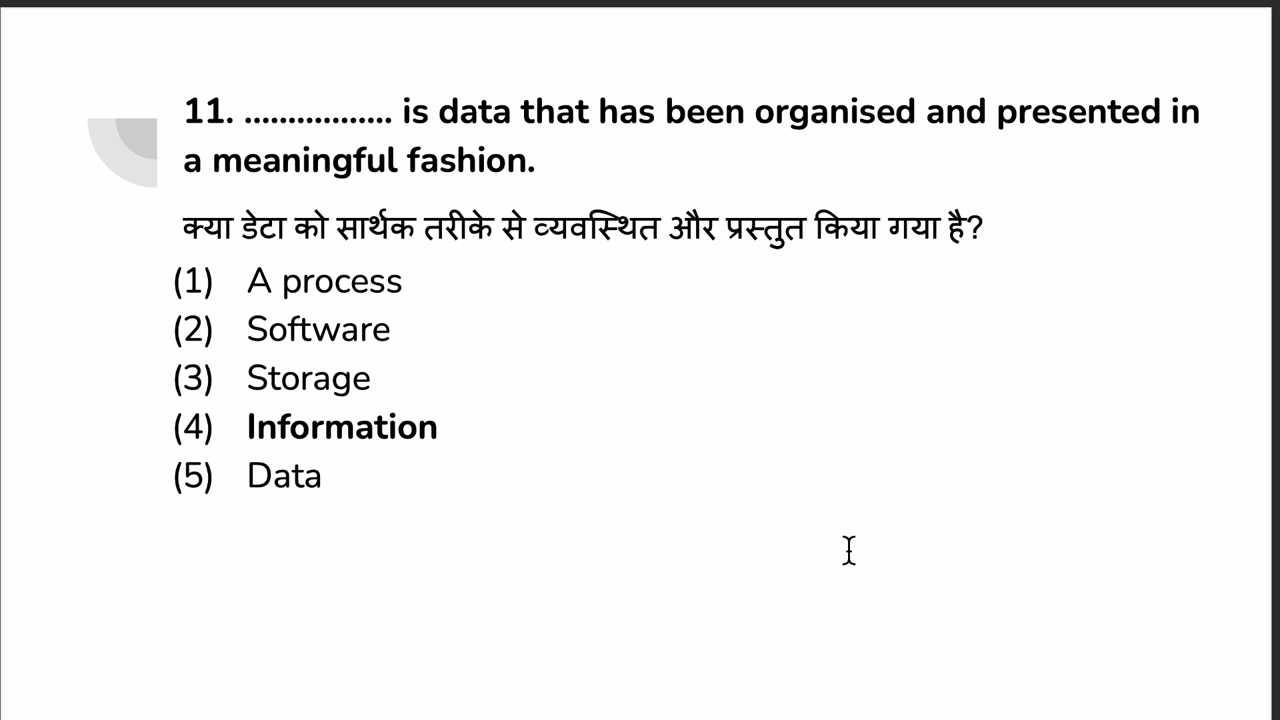 11. ................. is data that has been organised and presented in
a meaningful fashion.
क्या डेटा को सार्थक तरीके से व्यवस्थित और प्रस्तुत किया गया है?
(1) A process
(2) Software
(3) Storage
(4) Information
(5) Data